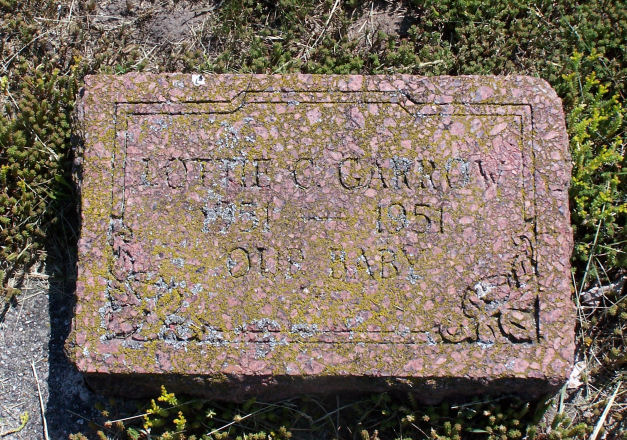 LOTTIE C. GARROW
1951 — 1951
OUR BABY